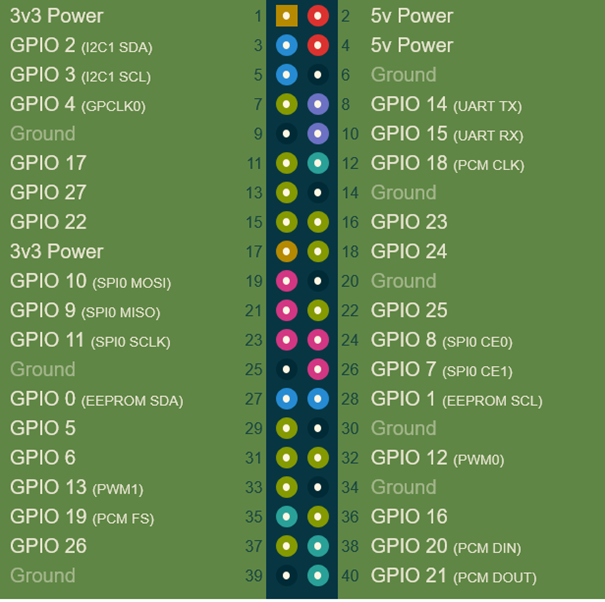 3v3 Power 1 2 5v Power
GPIO 2 (I2C1 SDA) 3 4 5v Power
GPIO 3 (I2C1 SCL) 5 6 Ground
GPIO 4 (GPCLK0) 7 8 GPIO 14 (UART TX)
Ground 9 10 GPIO 15 (UART RX)
GPIO 17 11 12 GPIO 18 (PCM CLK)
GPIO 27 13 14 Ground
GPIO 22 15 16 GPIO 23
3v3 Power 17 18 GPIO 24
GPIO 10 (SPI0 MOSI) 19 20 Ground
GPIO 9 (SPI0 MISO) 21 22 GPIO 25
GPIO 11 (SPI0 SCLK) 23 24 GPIO 8 (SPI0 CE0)
Ground 25 26 GPIO 7 (SPI0 CE1)
GPIO 0 (EEPROM SDA) 27 28 GPIO 1 (EEPROM SCL)
GPIO 5 29 30 Ground
GPIO 6 31 32 GPIO 12 (PWM0)
GPIO 13 (PWM1) 33 34 Ground
GPIO 19 (PCM FS) 35 36 GPIO 16
GPIO 26 37 38 GPIO 20 (PCM DIN)
Ground 39 40 GPIO 21 (PCM DOUT)